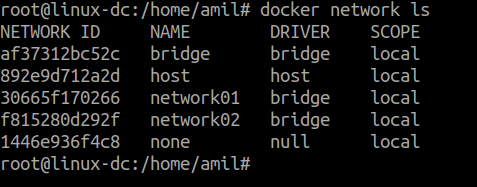 root@linux-dc:/home/amil# docker network ls
NETWORK ID     NAME        DRIVER    SCOPE
af37312bc52c   bridge      bridge    local
892e9d712a2d   host        host      local
30665f170266   network01   bridge    local
f815280d292f   network02   bridge    local
1446e936f4c8   none        null      local
root@linux-dc:/home/amil#